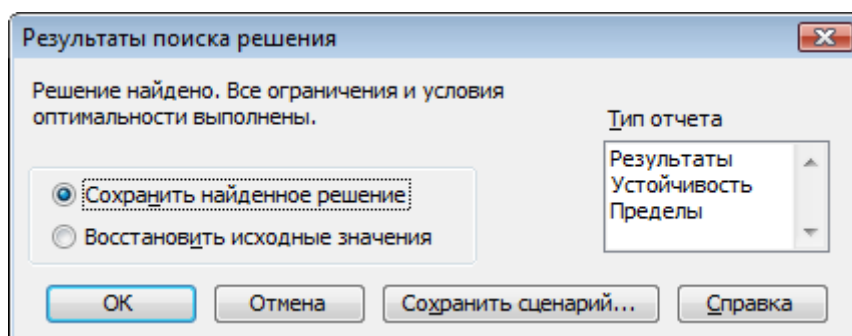 Результаты поиска решения
Решение найдено. Все ограничения и условия
оптимальности выполнены.
Тип отчета
Результаты
Устойчивость
Пределы
Сохранить найденное решение
Восстановить исходные значения
ОК
Отмена
Сохранить сценарий...
Справка